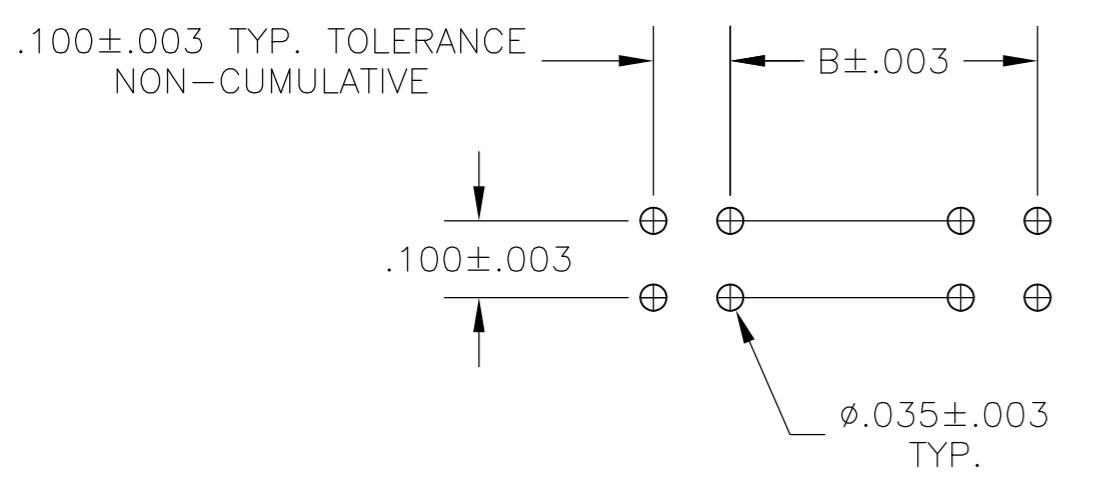 .100±.003 TYP. TOLERANCE
NON-CUMULATIVE
B±.003
.100±.003
ø.035±.003
TYP.